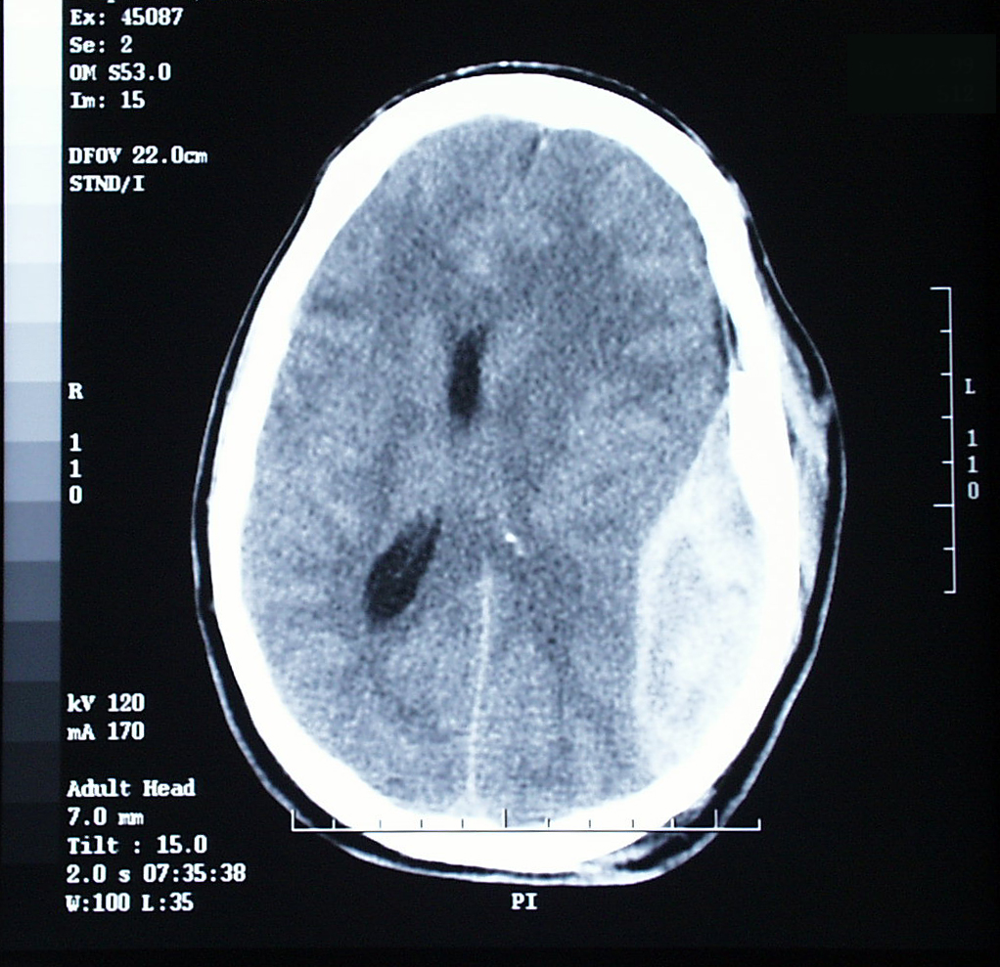 Ex: 45087
Se: 2
OM S53.0
Im: 15
DFOV 22.0cm
STND/I
R
L
1
1
0
1
1
0
kV 120
mA 170
Adult Head
7.0 mm
Tilt : 15.0
2.0 s 07:35:38
W:100 L:35
PI